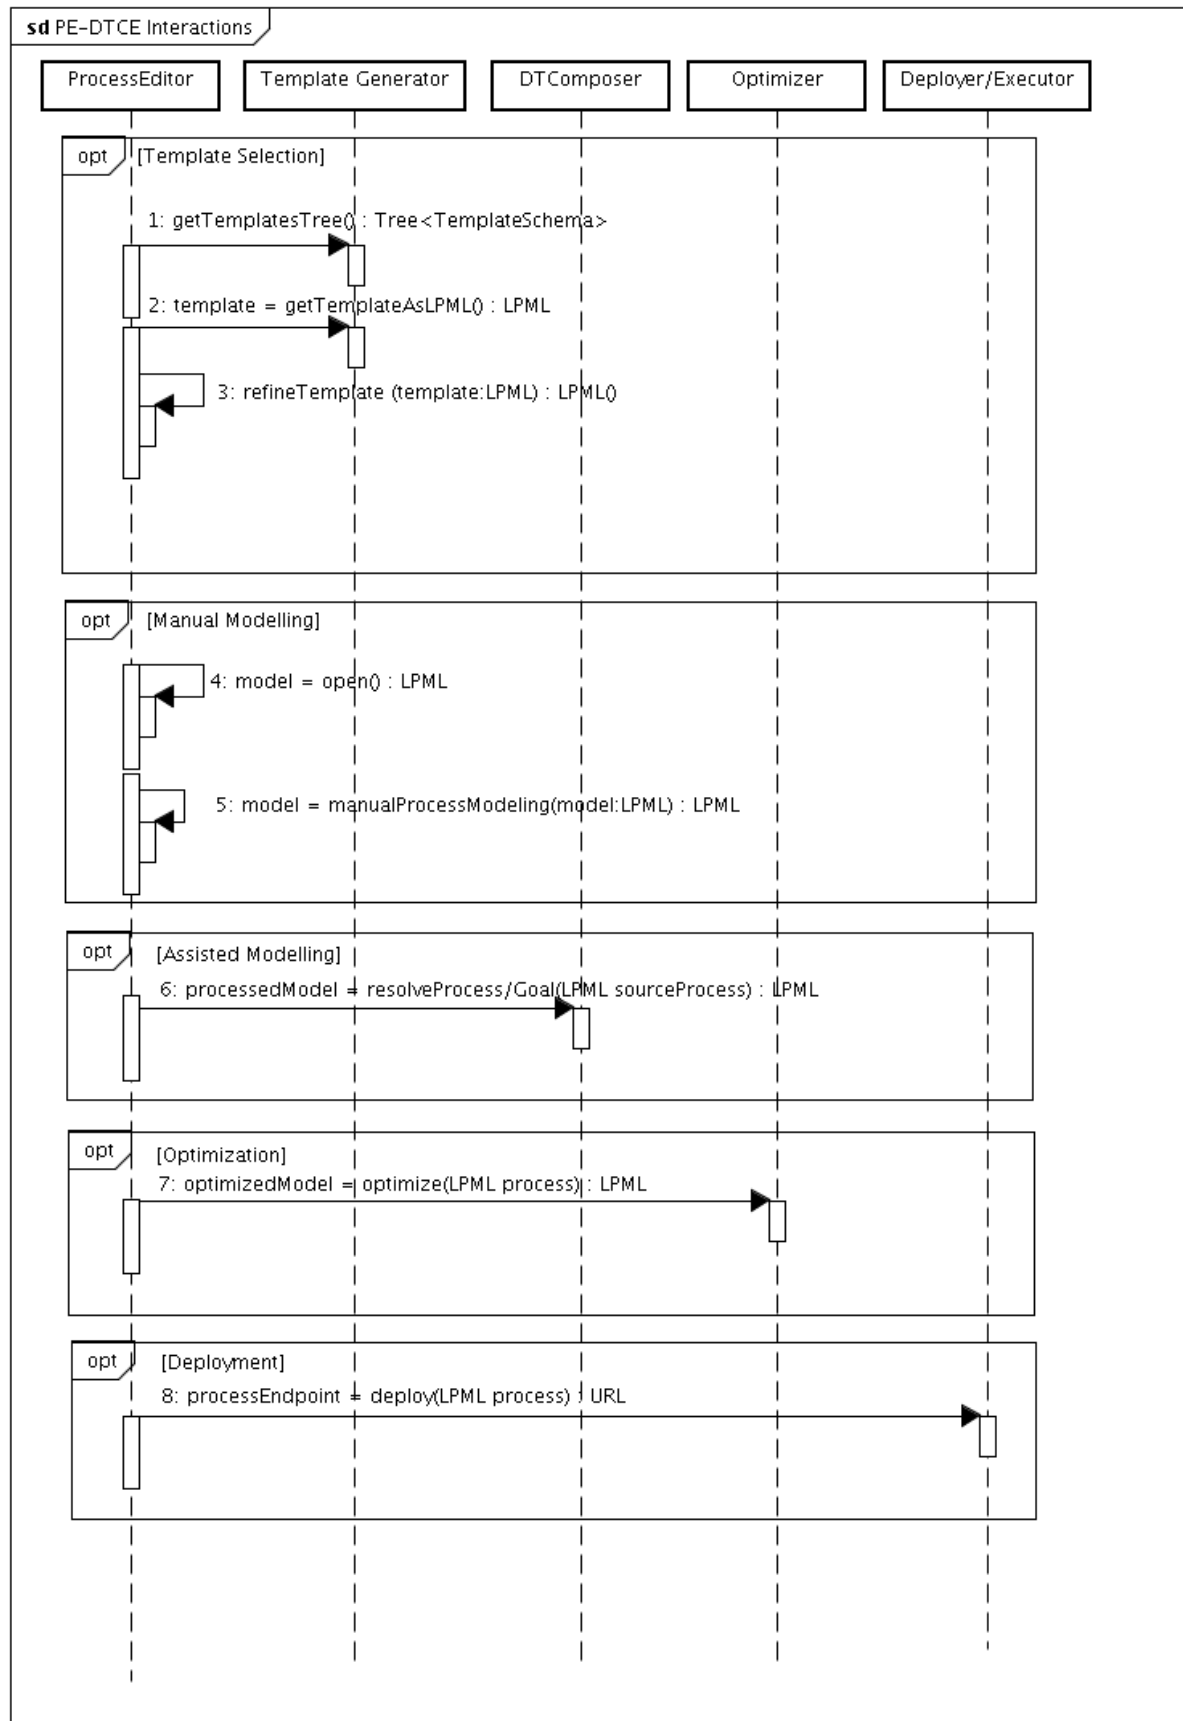 sd PE-DTCE Interactions
ProcessEditor
Template Generator
DTComposer
Optimizer
Deployer/Executor
opt
[Template Selection]
1: getTemplatesTree() : Tree<TemplateSchema>
2: template = getTemplateAsLPML() : LPML
3: refineTemplate (template:LPML) : LPML()
opt
[Manual Modelling]
4: model = open() : LPML
5: model = manualProcessModeling(model:LPML) : LPML
opt
[Assisted Modelling]
6: processedModel = resolveProcess/Goal(LPML sourceProcess) : LPML
opt
[Optimization]
7: optimizedModel = optimize(LPML process) : LPML
opt
[Deployment]
8: processEndpoint = deploy(LPML process) : URL